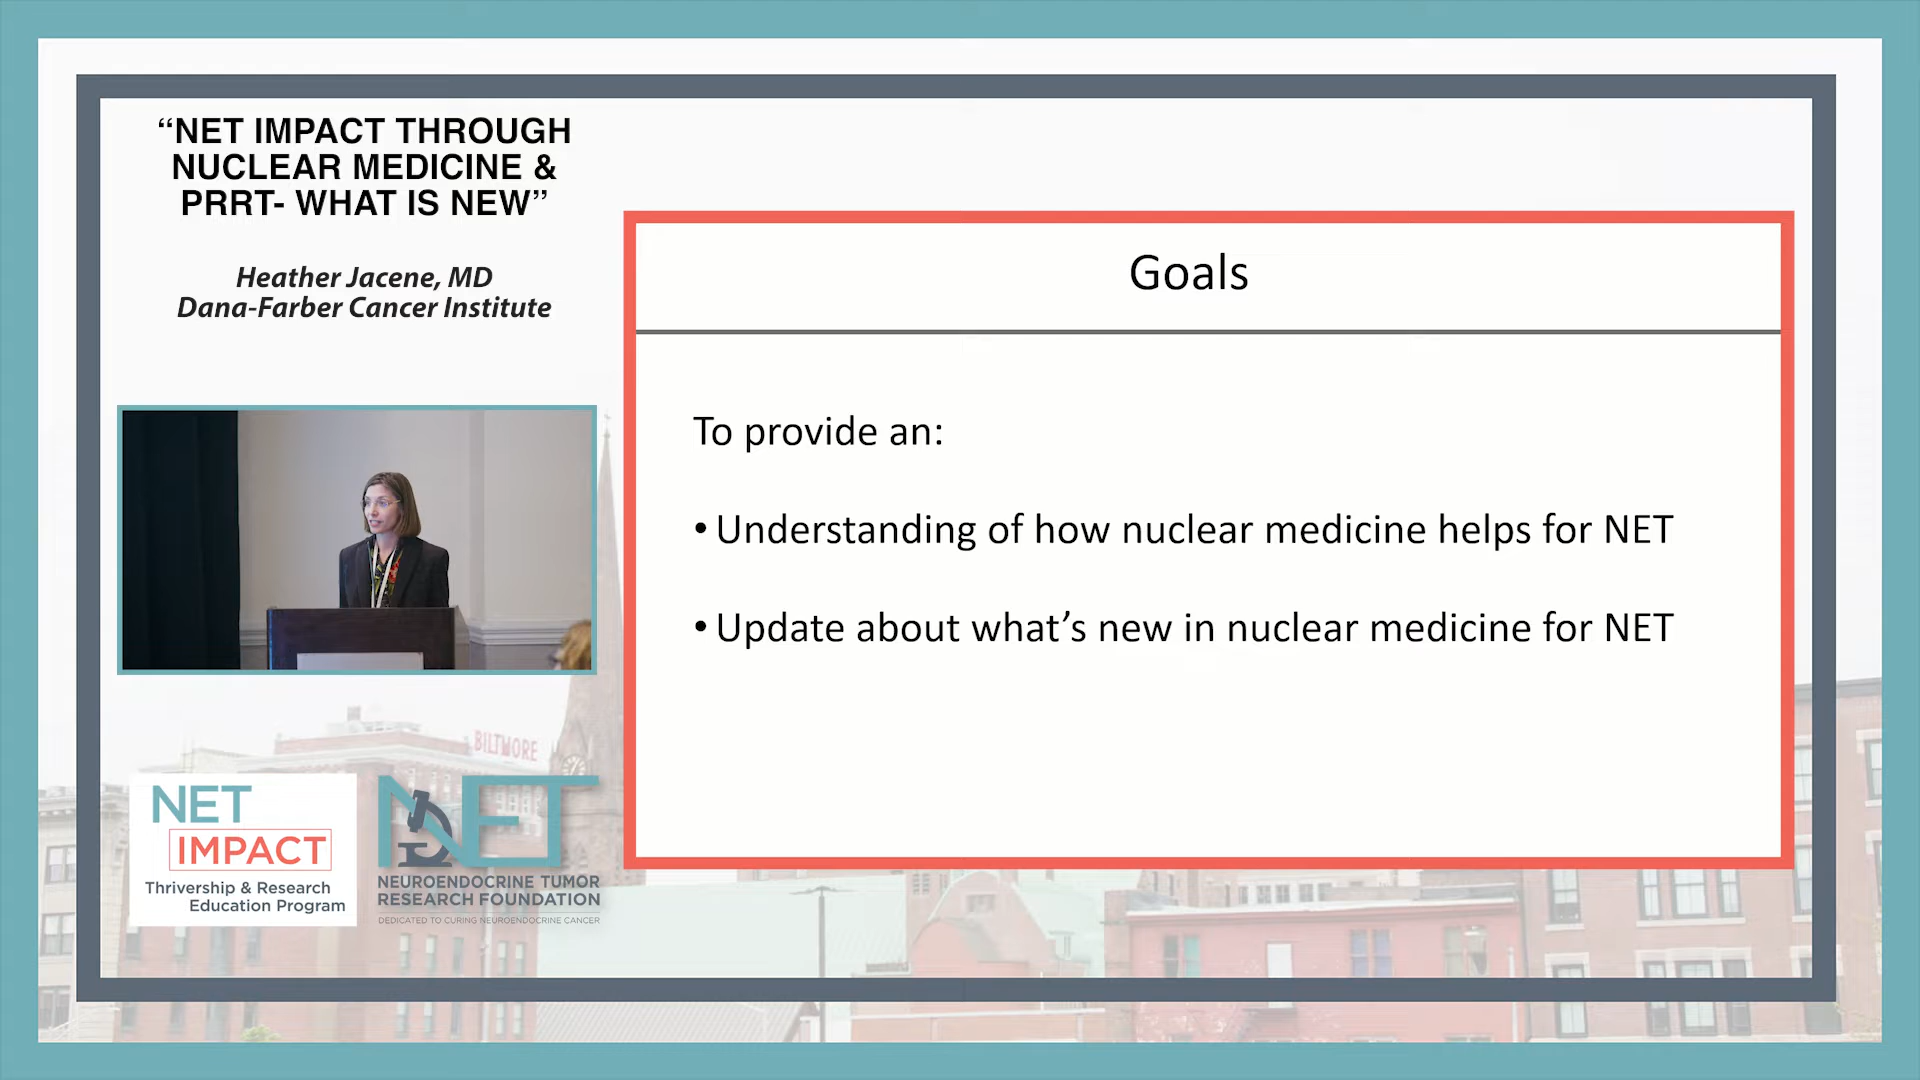 “NET IMPACT THROUGH
NUCLEAR MEDICINE &
PRRT- WHAT IS NEW”
Heather Jacene, MD
Dana-Farber Cancer Institute
Goals
To provide an:
• Understanding of how nuclear medicine helps for NET
• Update about what’s new in nuclear medicine for NET
BILTMORE
NET
IMPACT
Thrivership & Research
Education Program
NET
NEUROENDOCRINE TUMOR
RESEARCH FOUNDATION
DEDICATED TO CURING NEUROENDOCRINE CANCER